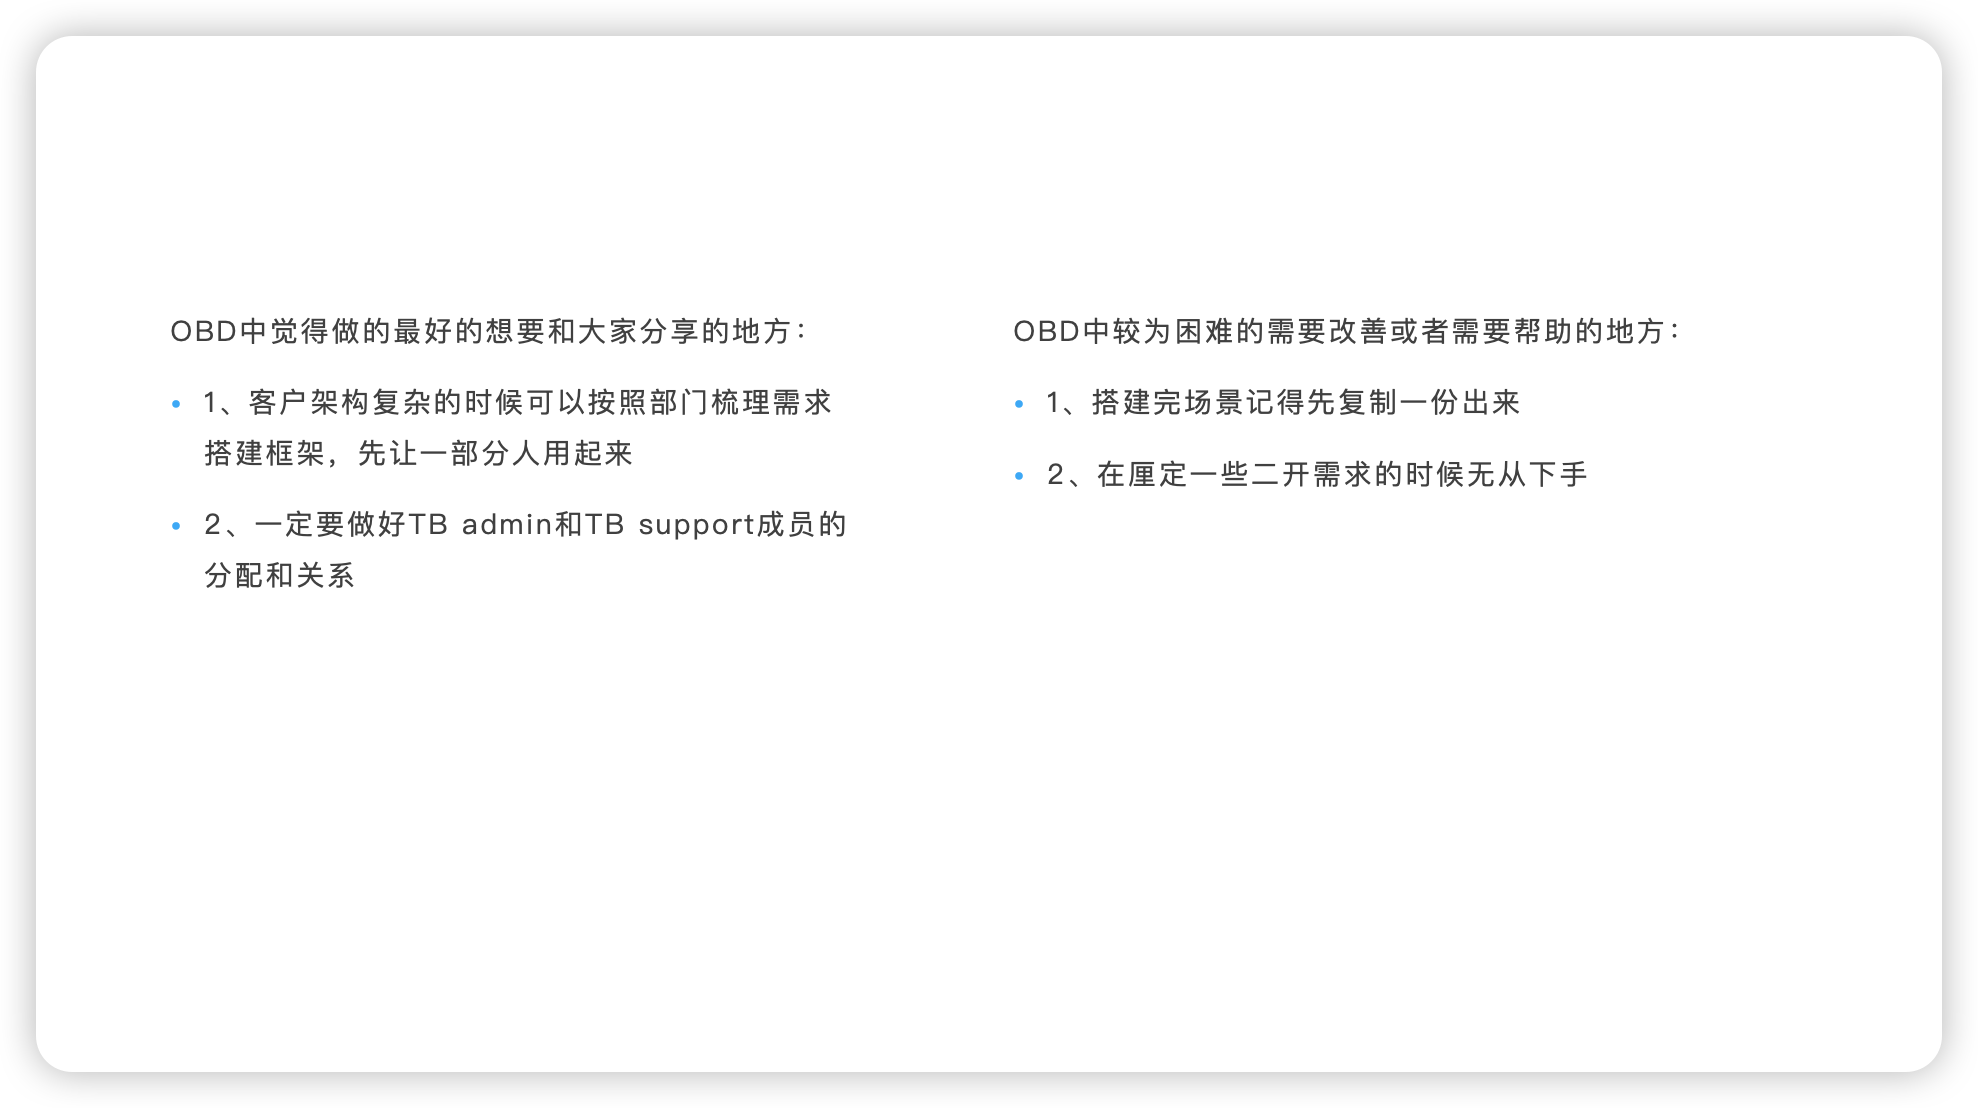 OBD中觉得做的最好的想要和大家分享的地方：
• 1、客户架构复杂的时候可以按照部门梳理需求
搭建框架，先让一部分人用起来
• 2、一定要做好TB admin和TB support成员的
分配和关系
OBD中较为困难的需要改善或者需要帮助的地方：
• 1、搭建完场景记得先复制一份出来
• 2、在厘定一些二开需求的时候无从下手